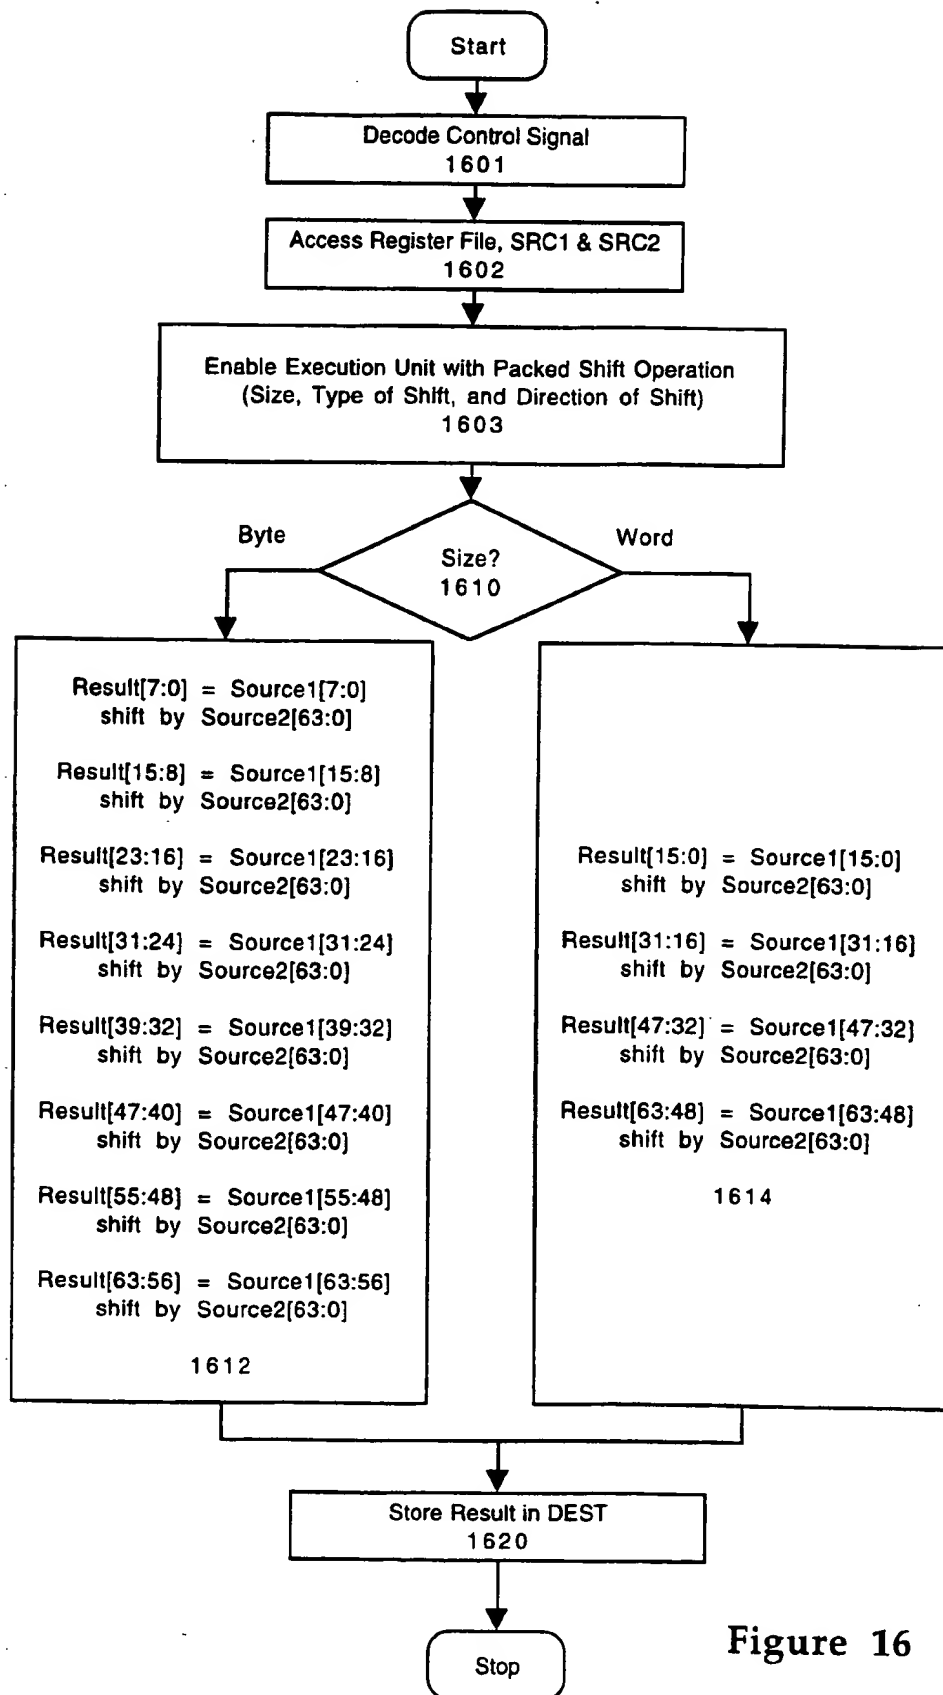 Start
Decode Control Signal
1601
Access Register File, SRC1 & SRC2
1602
Enable Execution Unit with Packed Shift Operation
(Size, Type of Shift, and Direction of Shift)
1603
Byte
Size?
1610
Word
Result[7:0] = Source1[7:0]
shift by Source2[63:0]
Result[15:8] = Source1[15:8]
shift by Source2[63:0]
Result[23:16] = Source1[23:16]
shift by Source2[63:0]
Result[31:24] = Source1[31:24]
shift by Source2[63:0]
Result[39:32] = Source1[39:32]
shift by Source2[63:0]
Result[47:40] = Source1[47:40]
shift by Source2[63:0]
Result[55:48] = Source1[55:48]
shift by Source2[63:0]
Result[63:56] = Source1[63:56]
shift by Source2[63:0]
1612
Result[15:0] = Source1[15:0]
shift by Source2[63:0]
Result[31:16] = Source1[31:16]
shift by Source2[63:0]
Result[47:32] = Source1[47:32]
shift by Source2[63:0]
Result[63:48] = Source1[63:48]
shift by Source2[63:0]
1614
Store Result in DEST
1620
Stop
Figure 16